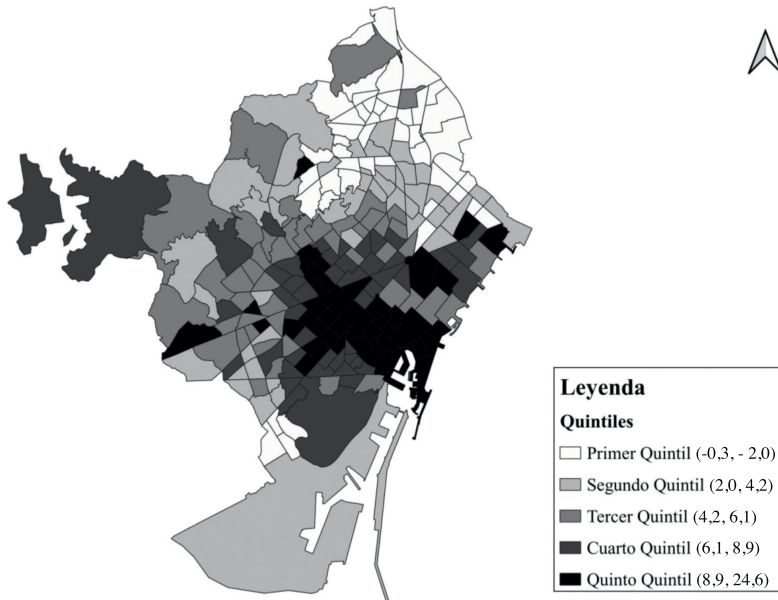 Leyenda
Quintiles
Primer Quintil (-0,3, - 2,0)
Segundo Quintil (2,0, 4,2)
Tercer Quintil (4,2, 6,1)
Cuarto Quintil (6,1, 8,9)
Quinto Quintil (8,9, 24,6)